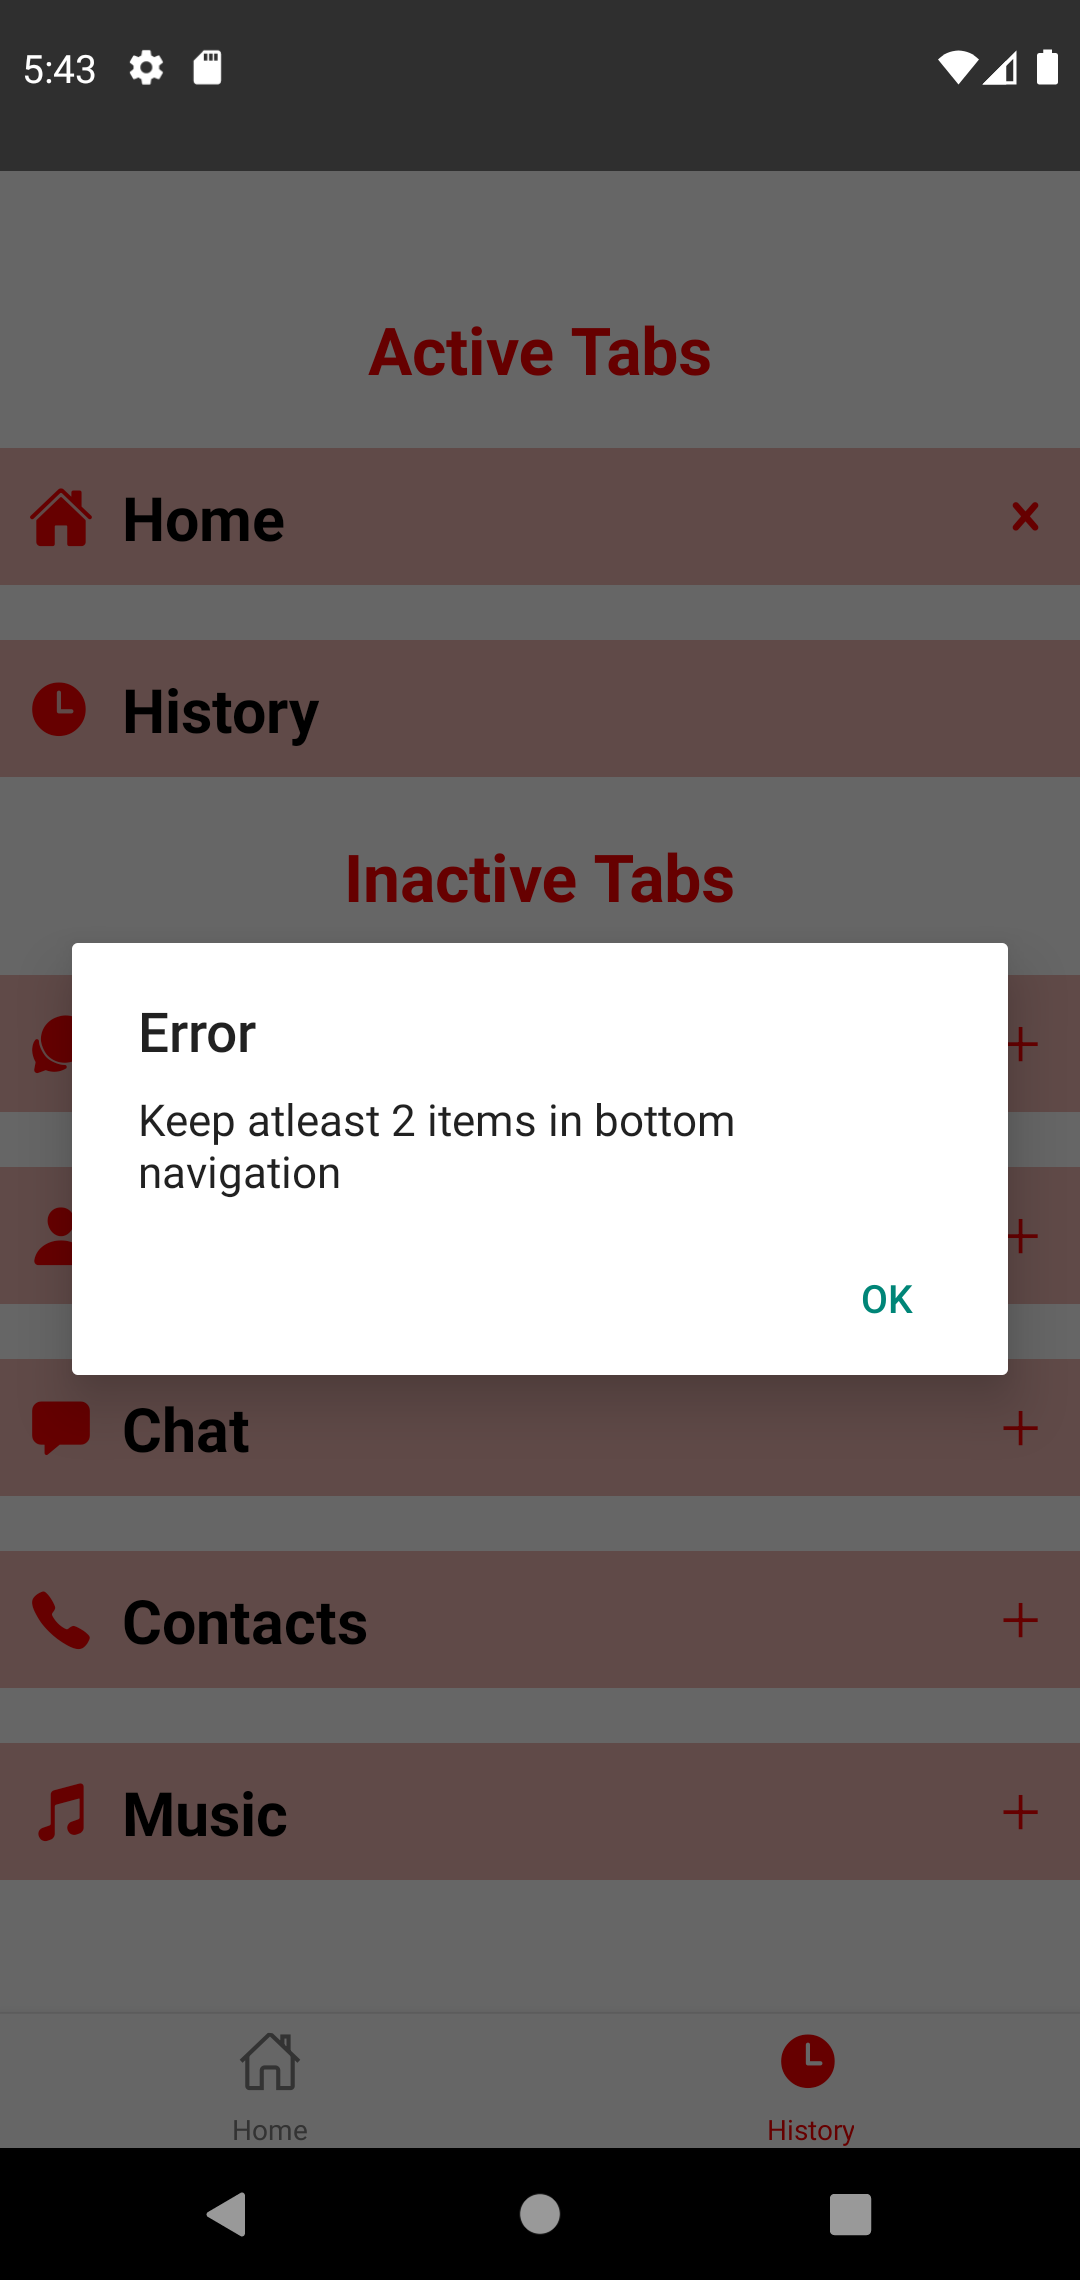 5:43
Active Tabs
Home
History
Inactive Tabs
Error
Keep atleast 2 items in bottom
navigation
OK
Chat
Contacts
Music
Home
History